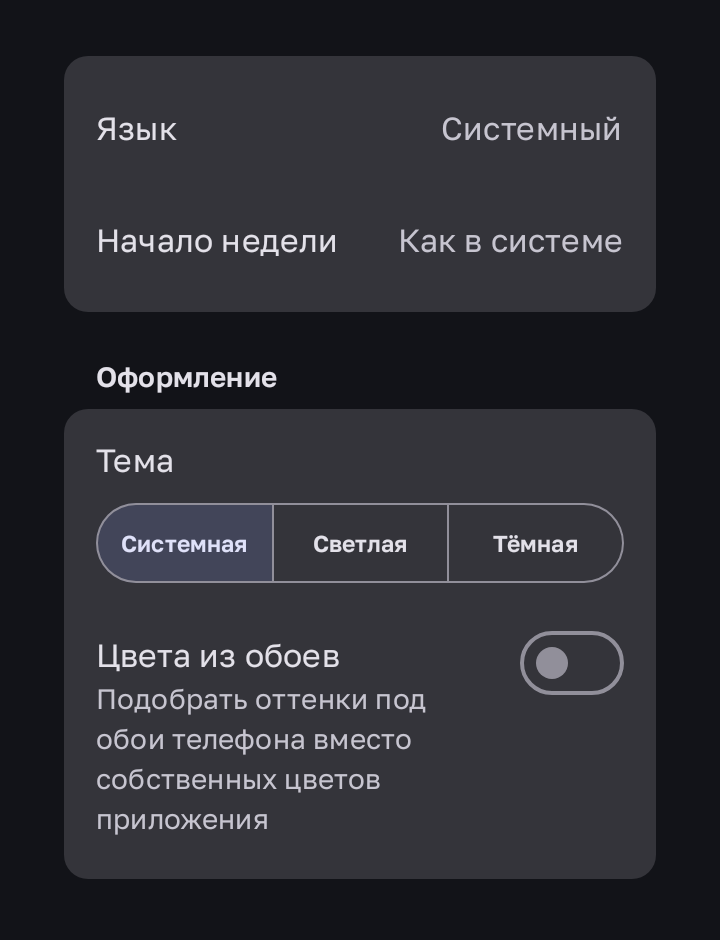 Язык Системный
Начало недели Как в системе
Оформление
Тема
Системная Светлая Тёмная
Цвета из обоев
Подобрать оттенки под
обои телефона вместо
собственных цветов
приложения